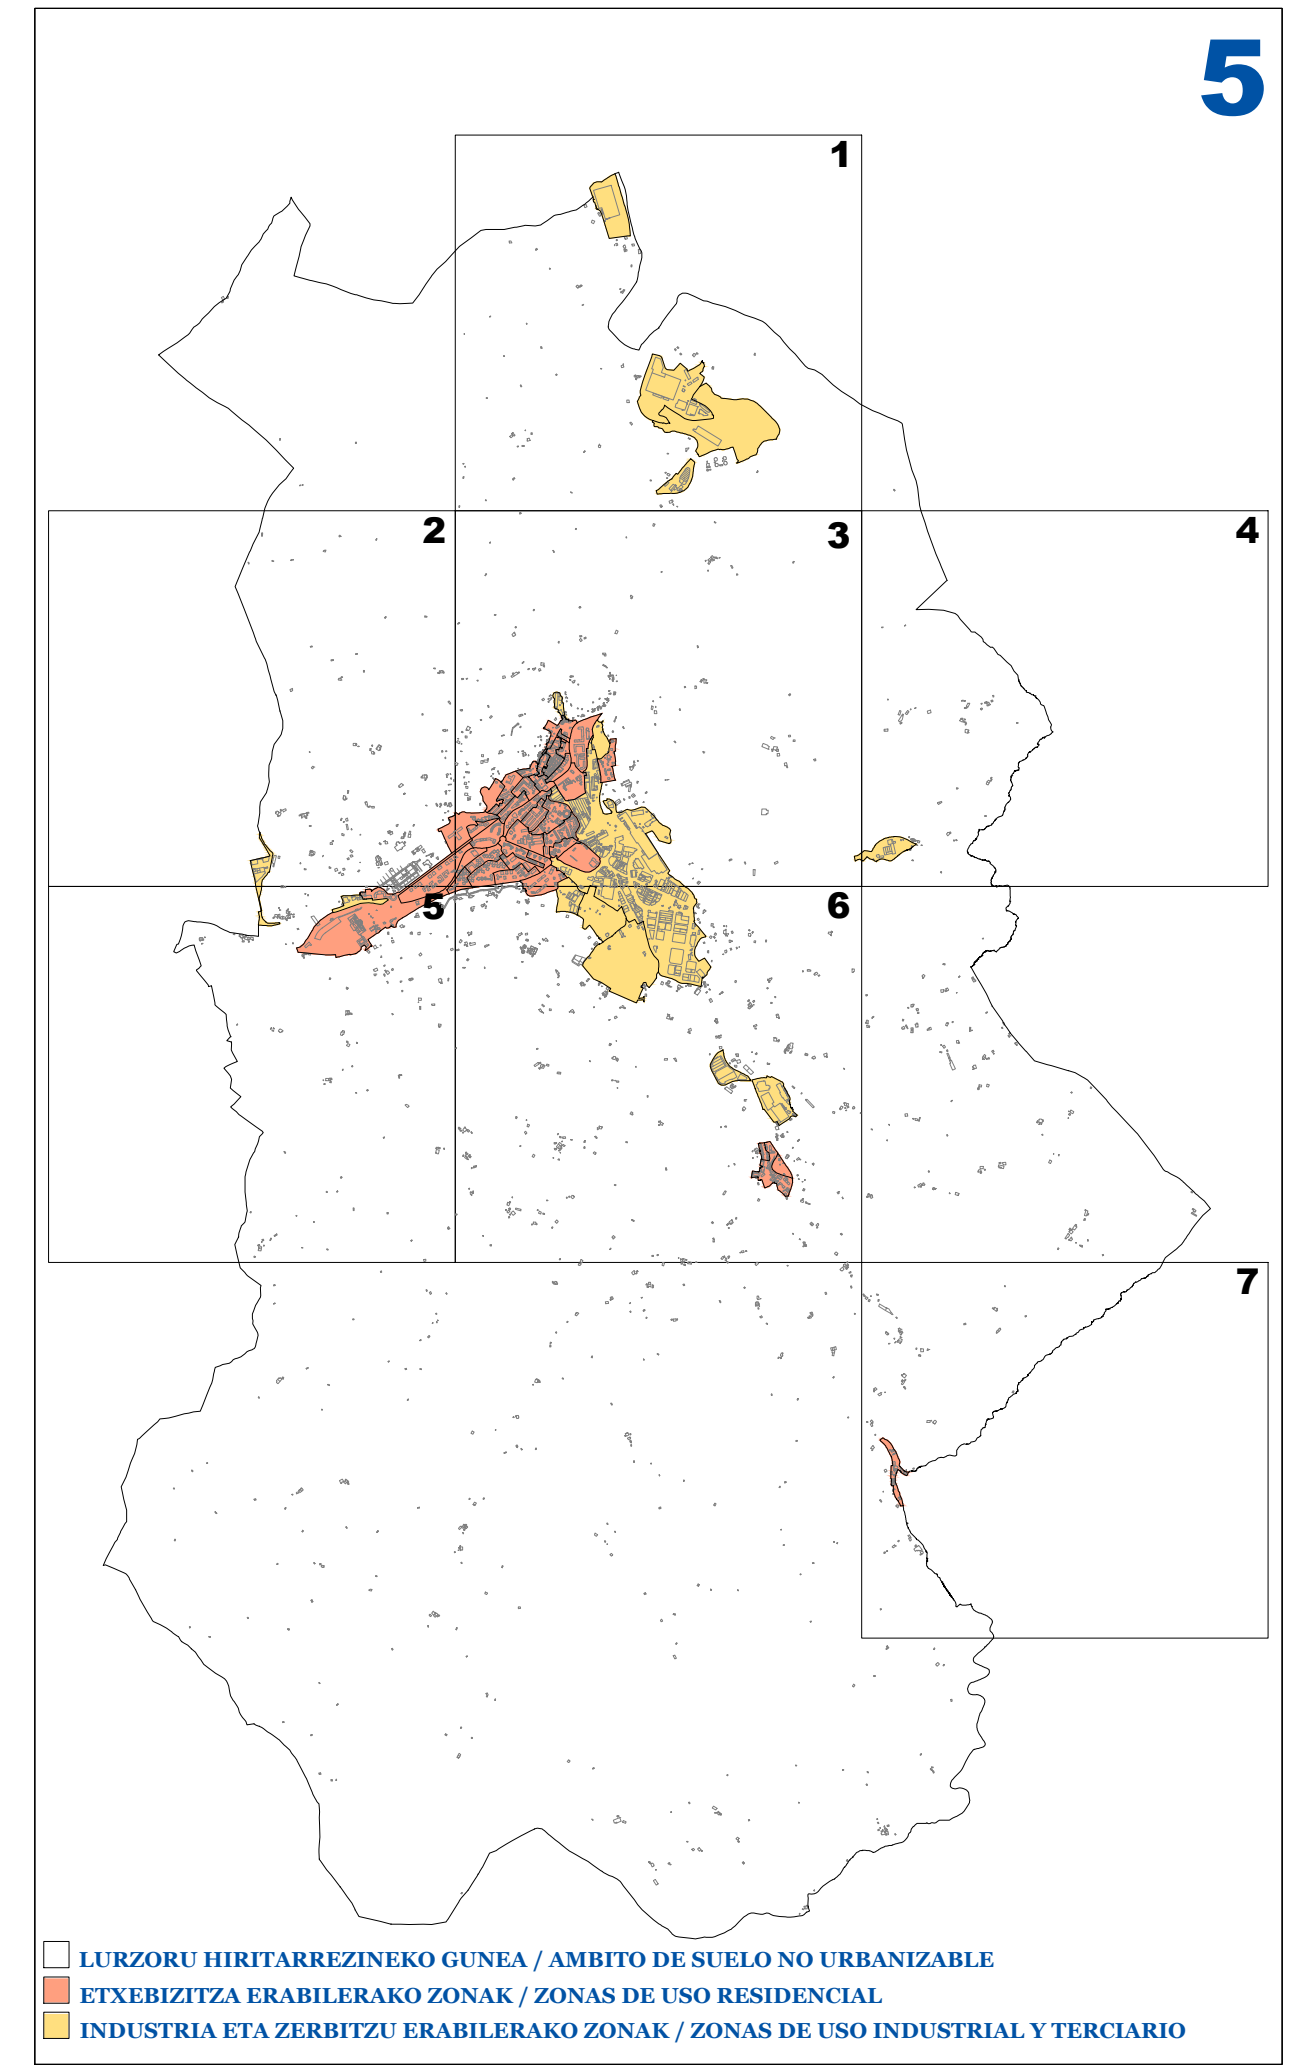 5
1
2
3
4
5
6
7
LURZORU HIRITARREZINEKO GUNEA / AMBITO DE SUELO NO URBANIZABLE
ETXEBIZITZA ERABILERAKO ZONAK / ZONAS DE USO RESIDENCIAL
INDUSTRIA ETA ZERBITZU ERABILERAKO ZONAK / ZONAS DE USO INDUSTRIAL Y TERCIARIO